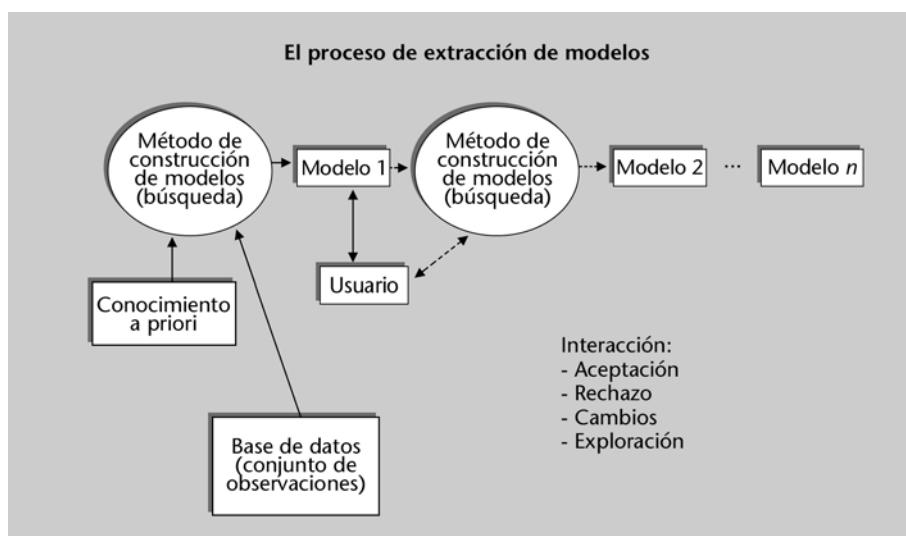 El proceso de extracción de modelos
Método de
construcción
de modelos
(búsqueda)
Modelo 1
Método de
construcción
de modelos
(búsqueda)
Modelo 2
...
Modelo n
Usuario
Conocimiento
a priori
Interacción:
- Aceptación
- Rechazo
- Cambios
- Exploración
Base de datos
(conjunto de
observaciones)